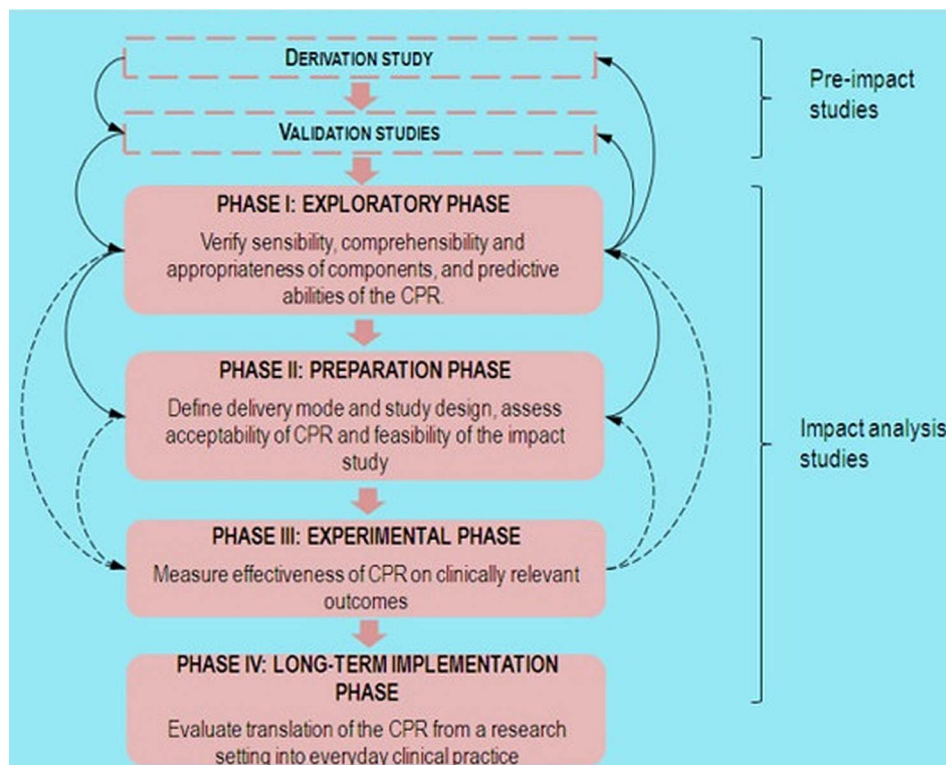 DERIVATION STUDY
VALIDATION STUDIES
PHASE I: EXPLORATORY PHASE
Verify sensibility, comprehensibility and
appropriateness of components, and predictive
abilities of the CPR.
PHASE II: PREPARATION PHASE
Define delivery mode and study design, assess
acceptability of CPR and feasibility of the impact
study
PHASE III: EXPERIMENTAL PHASE
Measure effectiveness of CPR on clinically relevant
outcomes
PHASE IV: LONG-TERM IMPLEMENTATION
PHASE
Evaluate translation of the CPR from a research
setting into everyday clinical practice
Pre-impact
studies
Impact analysis
studies